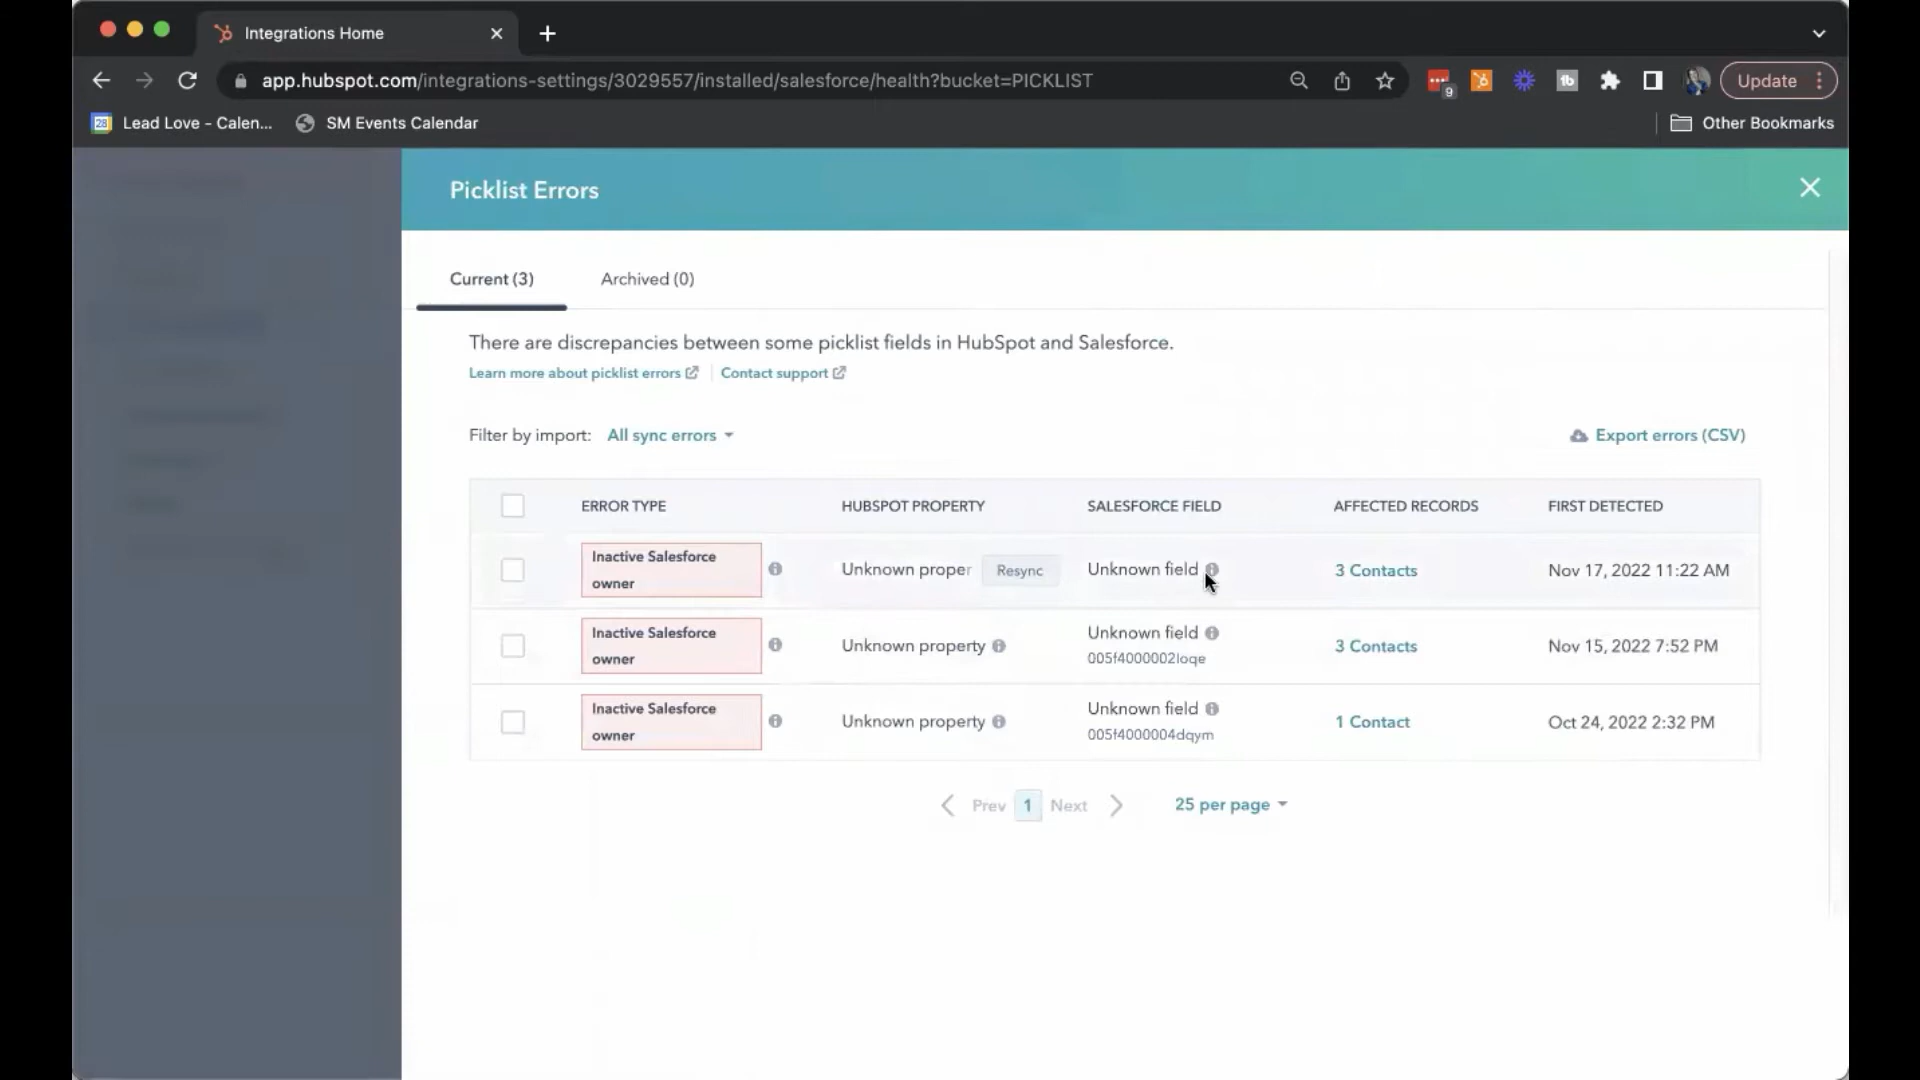 Integrations Home
app.hubspot.com/integrations-settings/3029557/installed/salesforce/health?bucket=PICKLIST
9
Update
28
Lead Love - Calen...
SM Events Calendar
Other Bookmarks
Picklist Errors
Current (3)
Archived (0)
There are discrepancies between some picklist fields in HubSpot and Salesforce.
Learn more about picklist errors
Contact support
Filter by import: All sync errors
Export errors (CSV)
ERROR TYPE
HUBSPOT PROPERTY
SALESFORCE FIELD
AFFECTED RECORDS
FIRST DETECTED
Inactive Salesforce
owner
Unknown proper
Resync
Unknown field
3 Contacts
Nov 17, 2022 11:22 AM
Inactive Salesforce
owner
Unknown property
Unknown field
005f4000002loqe
3 Contacts
Nov 15, 2022 7:52 PM
Inactive Salesforce
owner
Unknown property
Unknown field
005f4000004dqym
1 Contact
Oct 24, 2022 2:32 PM
Prev 1 Next
25 per page